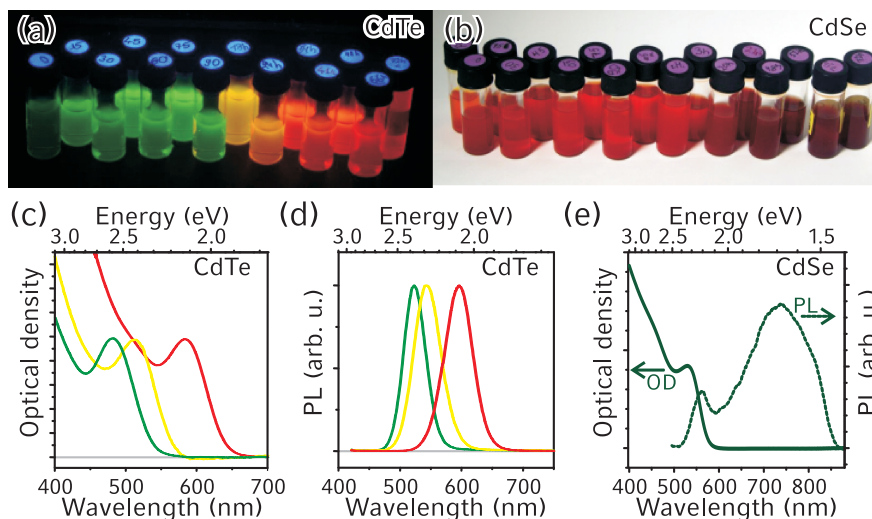 (a)
CdTe
(b)
CdSe
(c)
Energy (eV)
3.0 2.5 2.0
CdTe
Optical density
400 500 600 700
Wavelength (nm)
(d)
Energy (eV)
3.0 2.5 2.0
CdTe
PL (arb. u.)
500 600 700
Wavelength (nm)
(e)
Energy (eV)
3.0 2.5 2.0 1.5
CdSe
PL
OD
Optical density
PL (arb. u.)
400 500 600 700 800
Wavelength (nm)